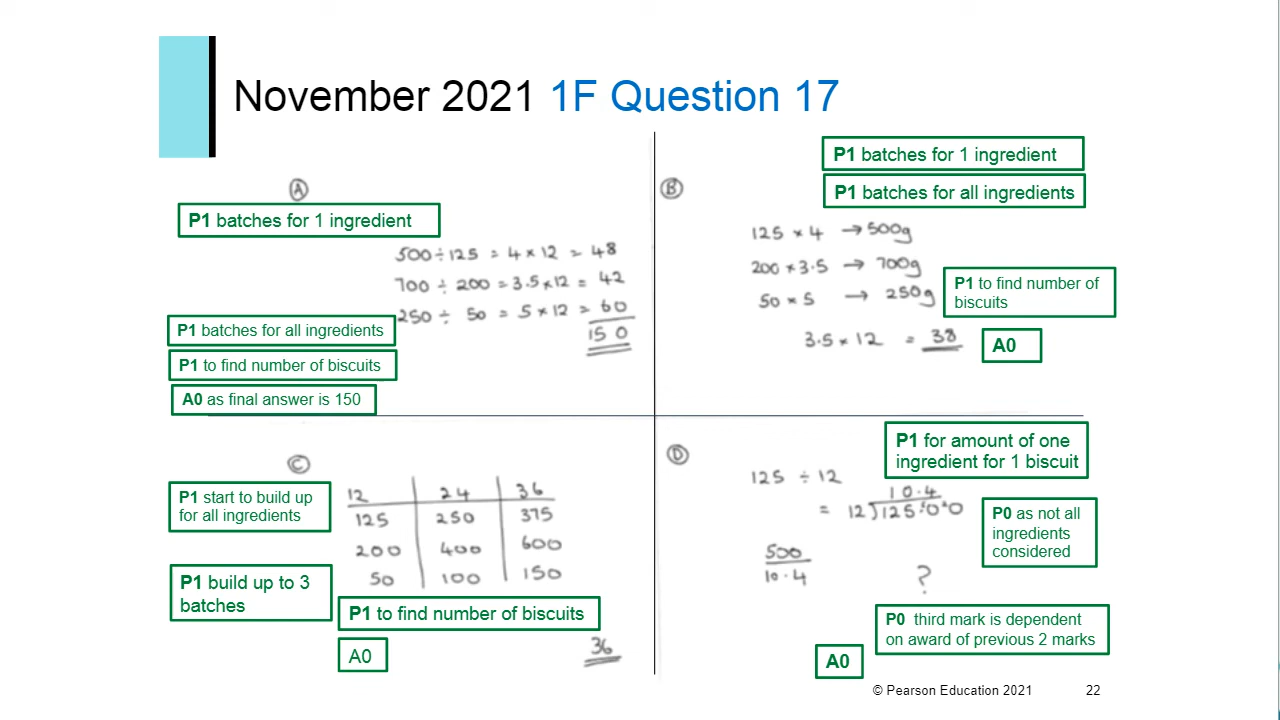 November 2021 1F Question 17
A
P1 batches for 1 ingredient
500 ÷ 125 = 4 × 12 = 48
700 ÷ 200 = 3.5 × 12 = 42
250 ÷ 50 = 5 × 12 = 60
150
P1 batches for all ingredients
P1 to find number of biscuits
A0 as final answer is 150
B
P1 batches for 1 ingredient
P1 batches for all ingredients
125 × 4 → 500g
200 × 3.5 → 700g
50 × 5 → 250g
P1 to find number of
biscuits
3.5 × 12 = 38
A0
C
P1 start to build up
for all ingredients
12 24 36
125 250 375
200 400 600
50 100 150
P1 build up to 3
batches
P1 to find number of biscuits
A0
36
D
P1 for amount of one
ingredient for 1 biscuit
125 ÷ 12
10.4
= 12 125.00
P0 as not all
ingredients
considered
500
10.4
?
P0 third mark is dependent
on award of previous 2 marks
A0
© Pearson Education 2021
22